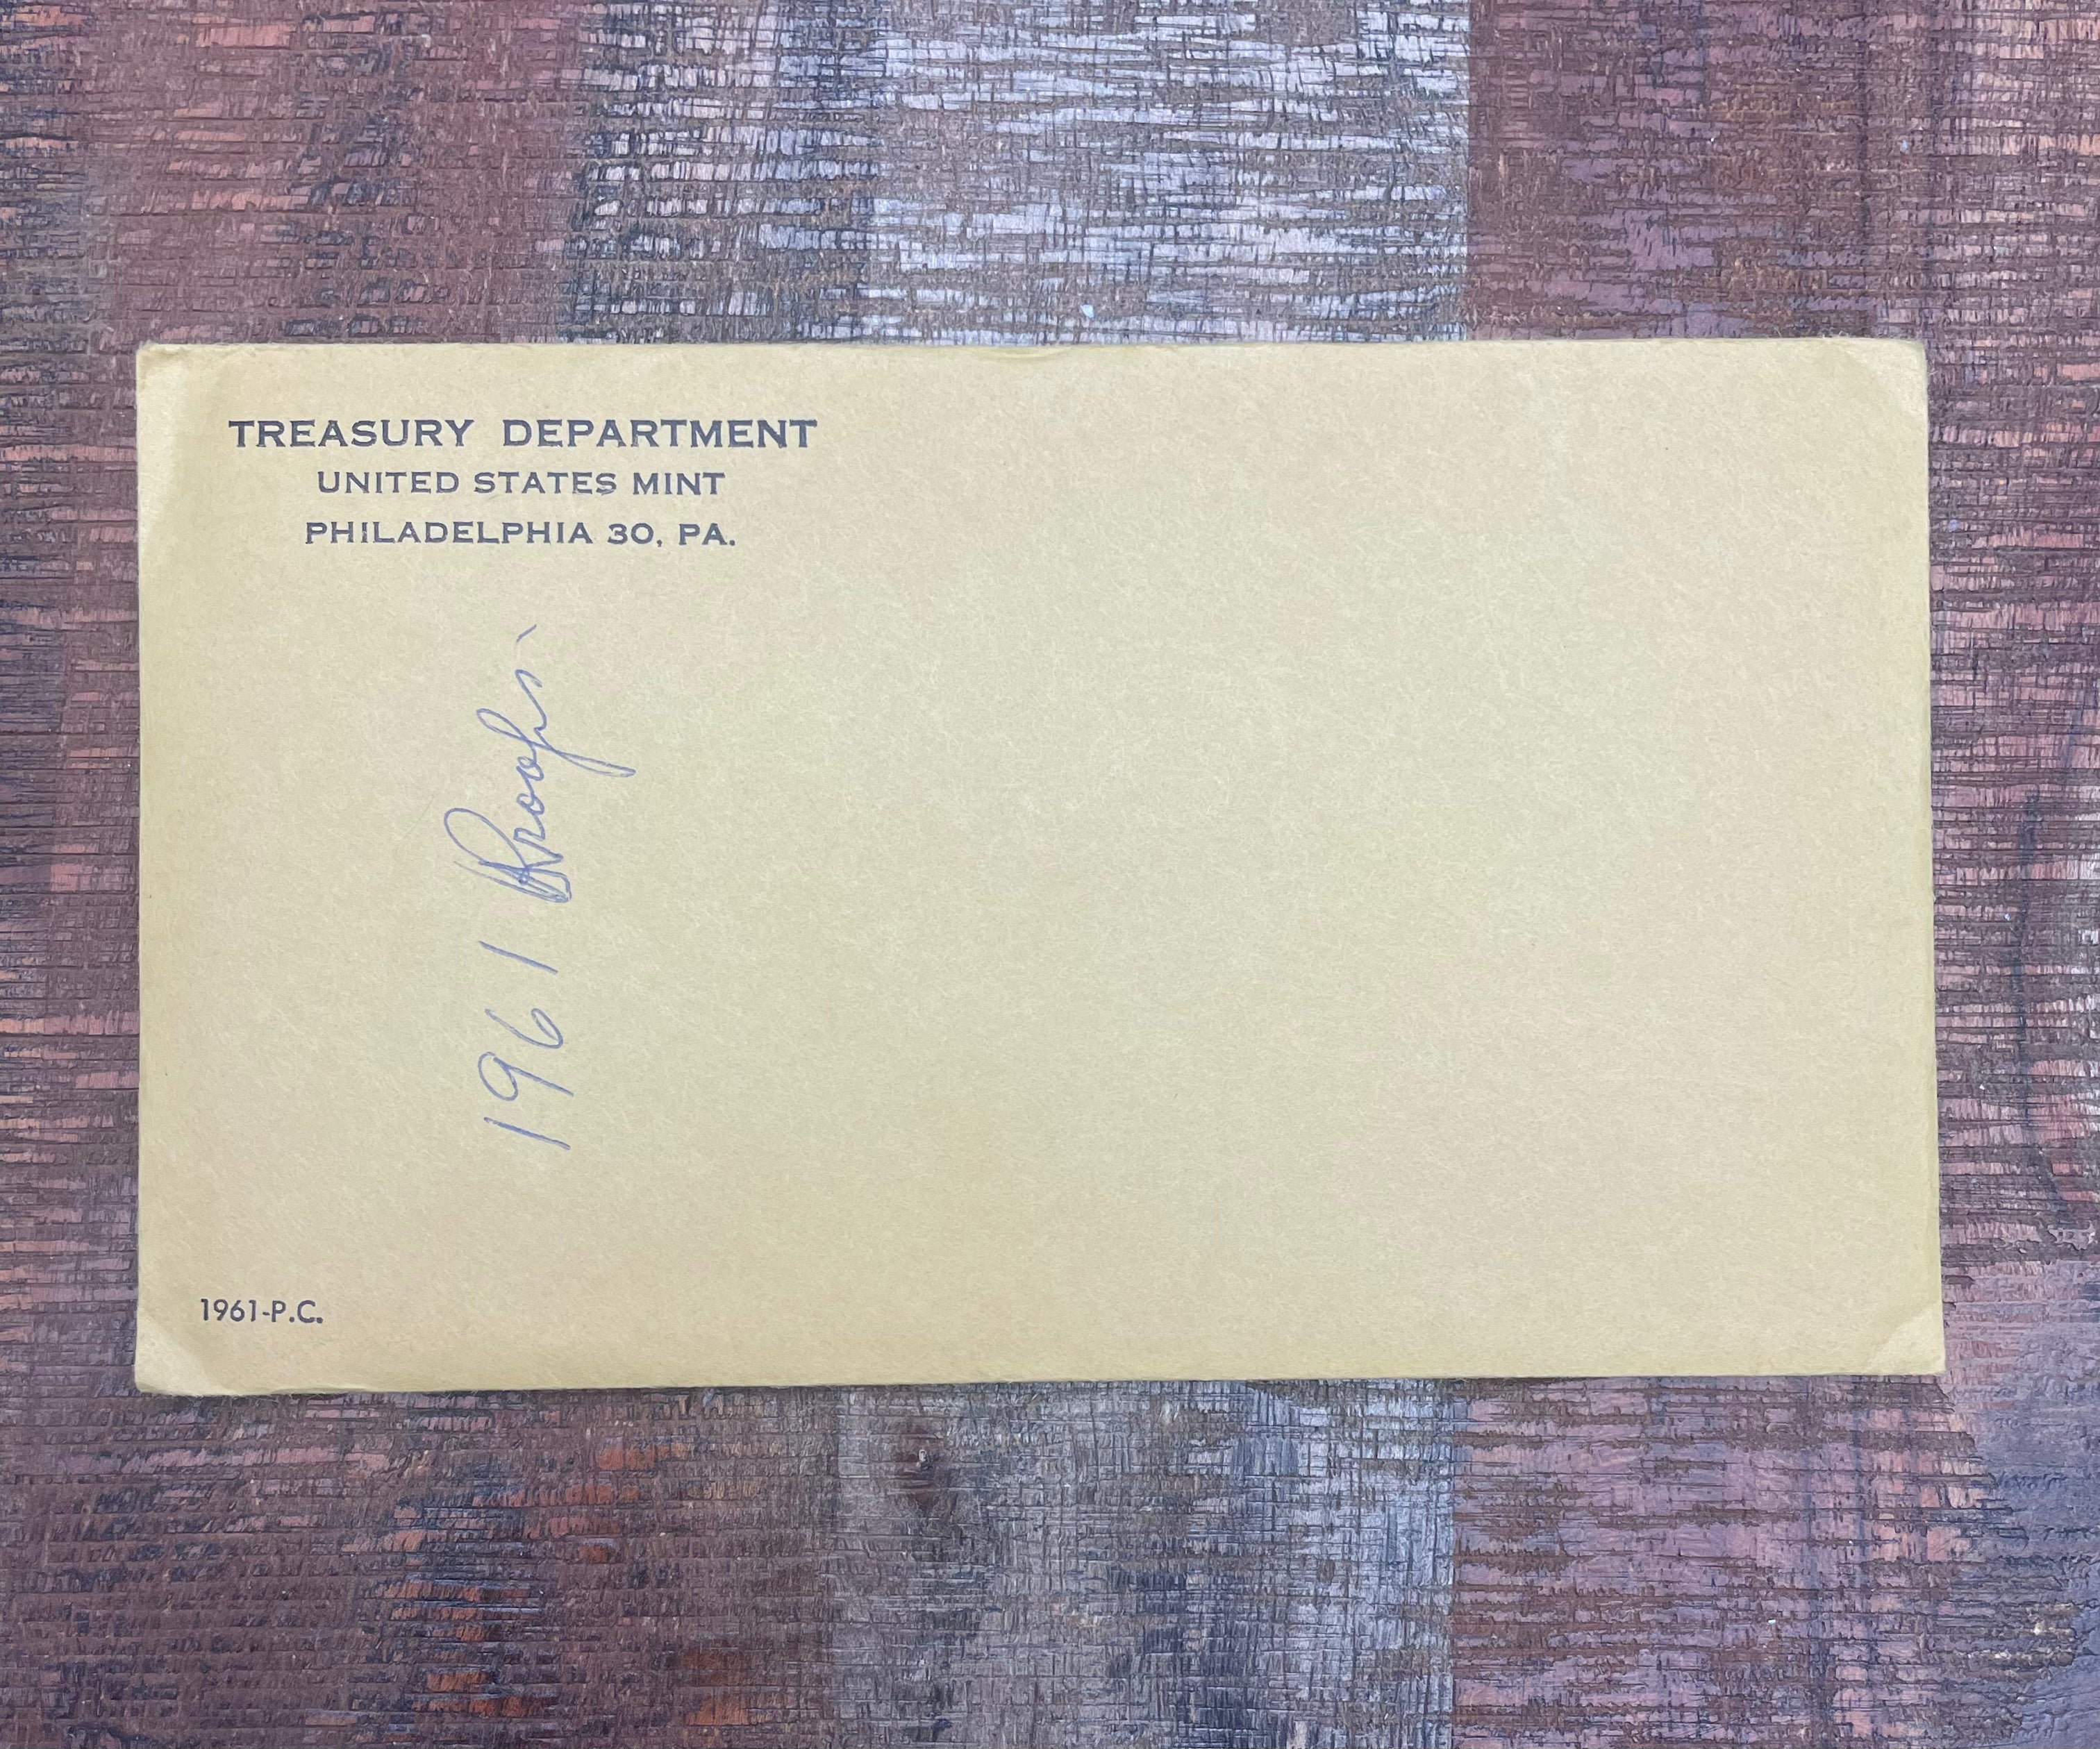 TREASURY DEPARTMENT
UNITED STATES MINT
PHILADELPHIA 30, PA.
1961 Proofs
1961-P.C.